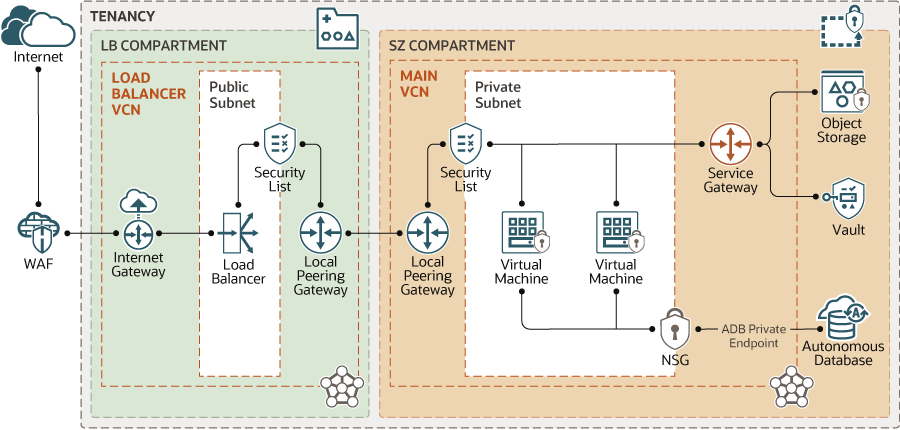 TENANCY
Internet
LB COMPARTMENT
LOAD
BALANCER
VCN
Public
Subnet
Security
List
WAF
Internet
Gateway
Load
Balancer
Local
Peering
Gateway
SZ COMPARTMENT
MAIN
VCN
Private
Subnet
Security
List
Local
Peering
Gateway
Virtual
Machine
Virtual
Machine
NSG
Service
Gateway
Object
Storage
Vault
ADB Private
Endpoint
A
Autonomous
Database